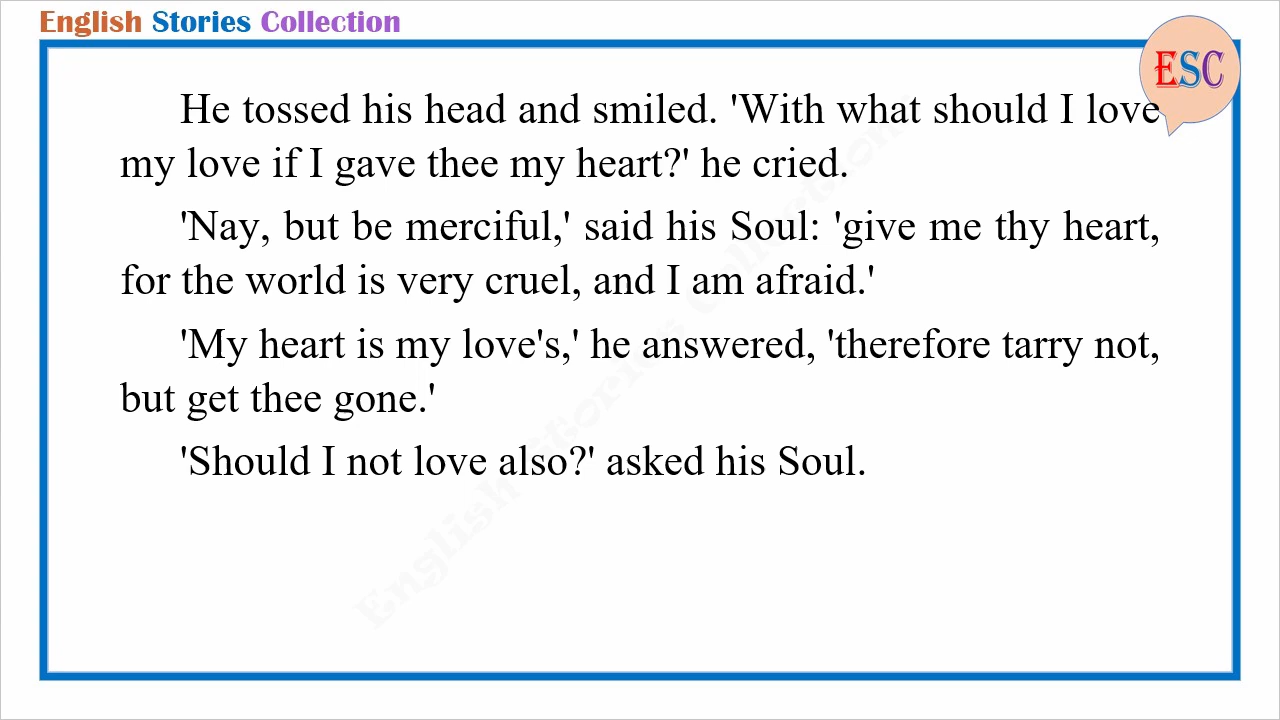 English Stories Collection
ESC
He tossed his head and smiled. 'With what should I love
my love if I gave thee my heart?' he cried.
'Nay, but be merciful,' said his Soul: 'give me thy heart,
for the world is very cruel, and I am afraid.'
'My heart is my love's,' he answered, 'therefore tarry not,
but get thee gone.'
'Should I not love also?' asked his Soul.
English Stories Collection